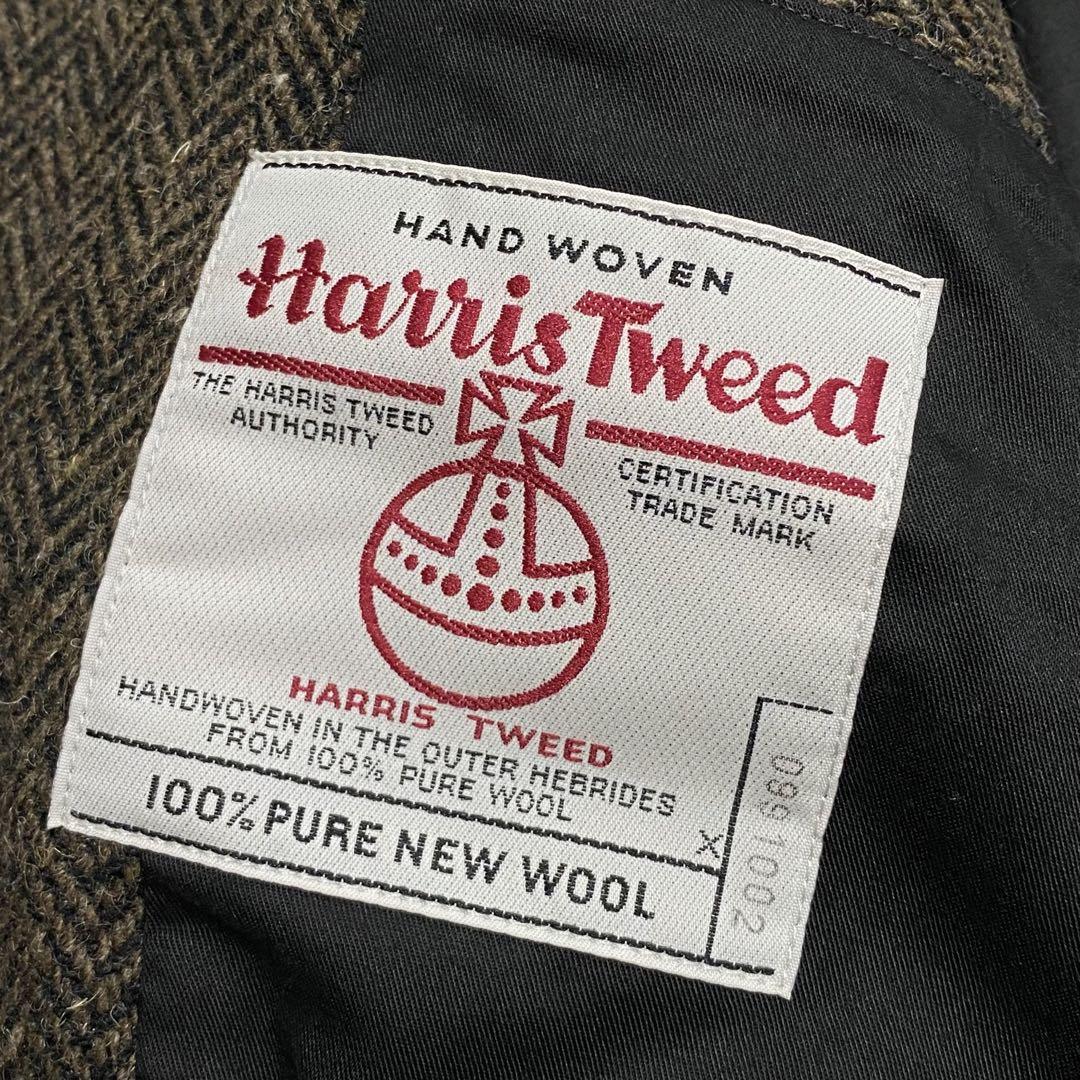 HAND WOVEN
Harris Tweed
THE HARRIS TWEED
AUTHORITY
CERTIFICATION
TRADE MARK
HARRIS TWEED
HANDWOVEN IN THE OUTER HEBRIDES
FROM 100% PURE WOOL
100% PURE NEW WOOL
X
0991002